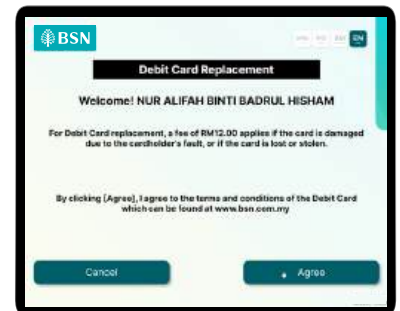 BSN
EN
Debit Card Replacement
Welcome! NUR ALIFAH BINTI BADRUL HISHAM
For Debit Card replacement, a fee of RM12.00 applies if the card is damaged
due to the cardholder's fault, or if the card is lost or stolen.
By clicking [Agree], I agree to the terms and conditions of the Debit Card
which can be found at www.bsn.com.my
Cancel
Agree